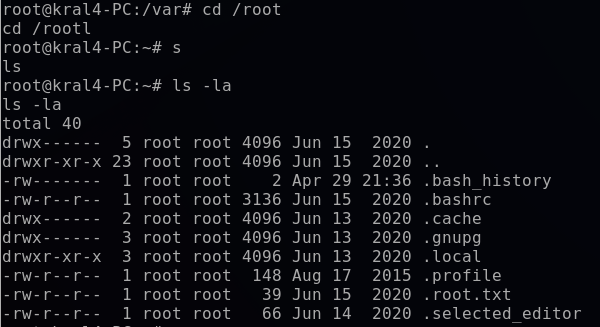 root@kral4-PC:/var# cd /root
cd /rootl
root@kral4-PC:~# s
ls
root@kral4-PC:~# ls -la
ls -la
total 40
drwx------  5 root root 4096 Jun 15  2020 .
drwxr-xr-x 23 root root 4096 Jun 15  2020 ..
-rw-------  1 root root    2 Apr 29 21:36 .bash_history
-rw-r--r--  1 root root 3136 Jun 15  2020 .bashrc
drwx------  2 root root 4096 Jun 13  2020 .cache
drwx------  3 root root 4096 Jun 13  2020 .gnupg
drwxr-xr-x  3 root root 4096 Jun 13  2020 .local
-rw-r--r--  1 root root  148 Aug 17  2015 .profile
-rw-r--r--  1 root root   39 Jun 15  2020 .root.txt
-rw-r--r--  1 root root   66 Jun 14  2020 .selected_editor